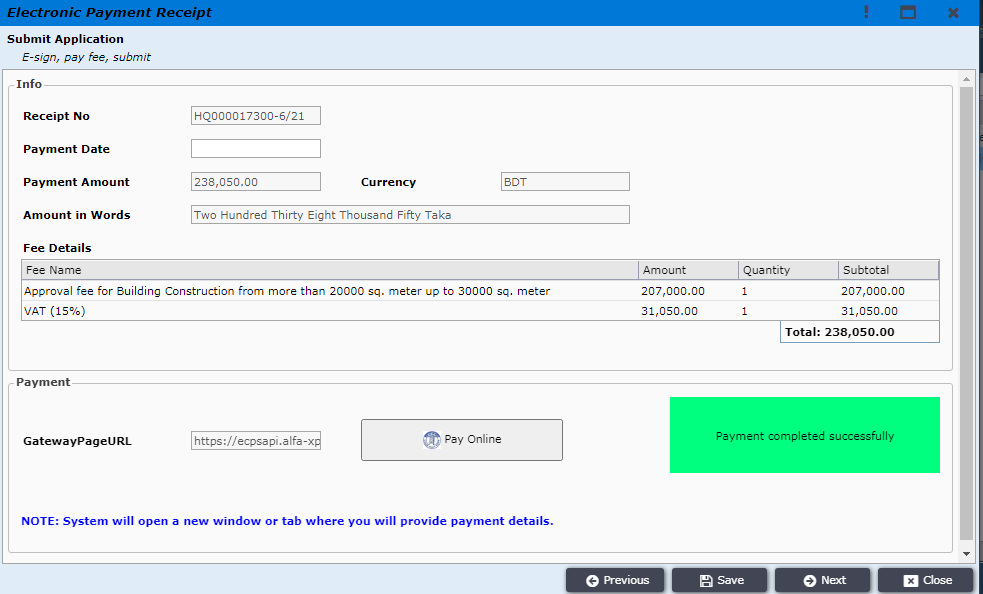 Electronic Payment Receipt
Submit Application
E-sign, pay fee, submit
Info
Receipt No HQ000017300-6/21
Payment Date
Payment Amount 238,050.00 Currency BDT
Amount in Words Two Hundred Thirty Eight Thousand Fifty Taka
Fee Details
Fee Name Amount Quantity Subtotal
Approval fee for Building Construction from more than 20000 sq. meter up to 30000 sq. meter 207,000.00 1 207,000.00
VAT (15%) 31,050.00 1 31,050.00
Total: 238,050.00
Payment
GatewayPageURL https://ecpsapi.alfa-xp Pay Online Payment completed successfully
NOTE: System will open a new window or tab where you will provide payment details.
Previous Save Next Close